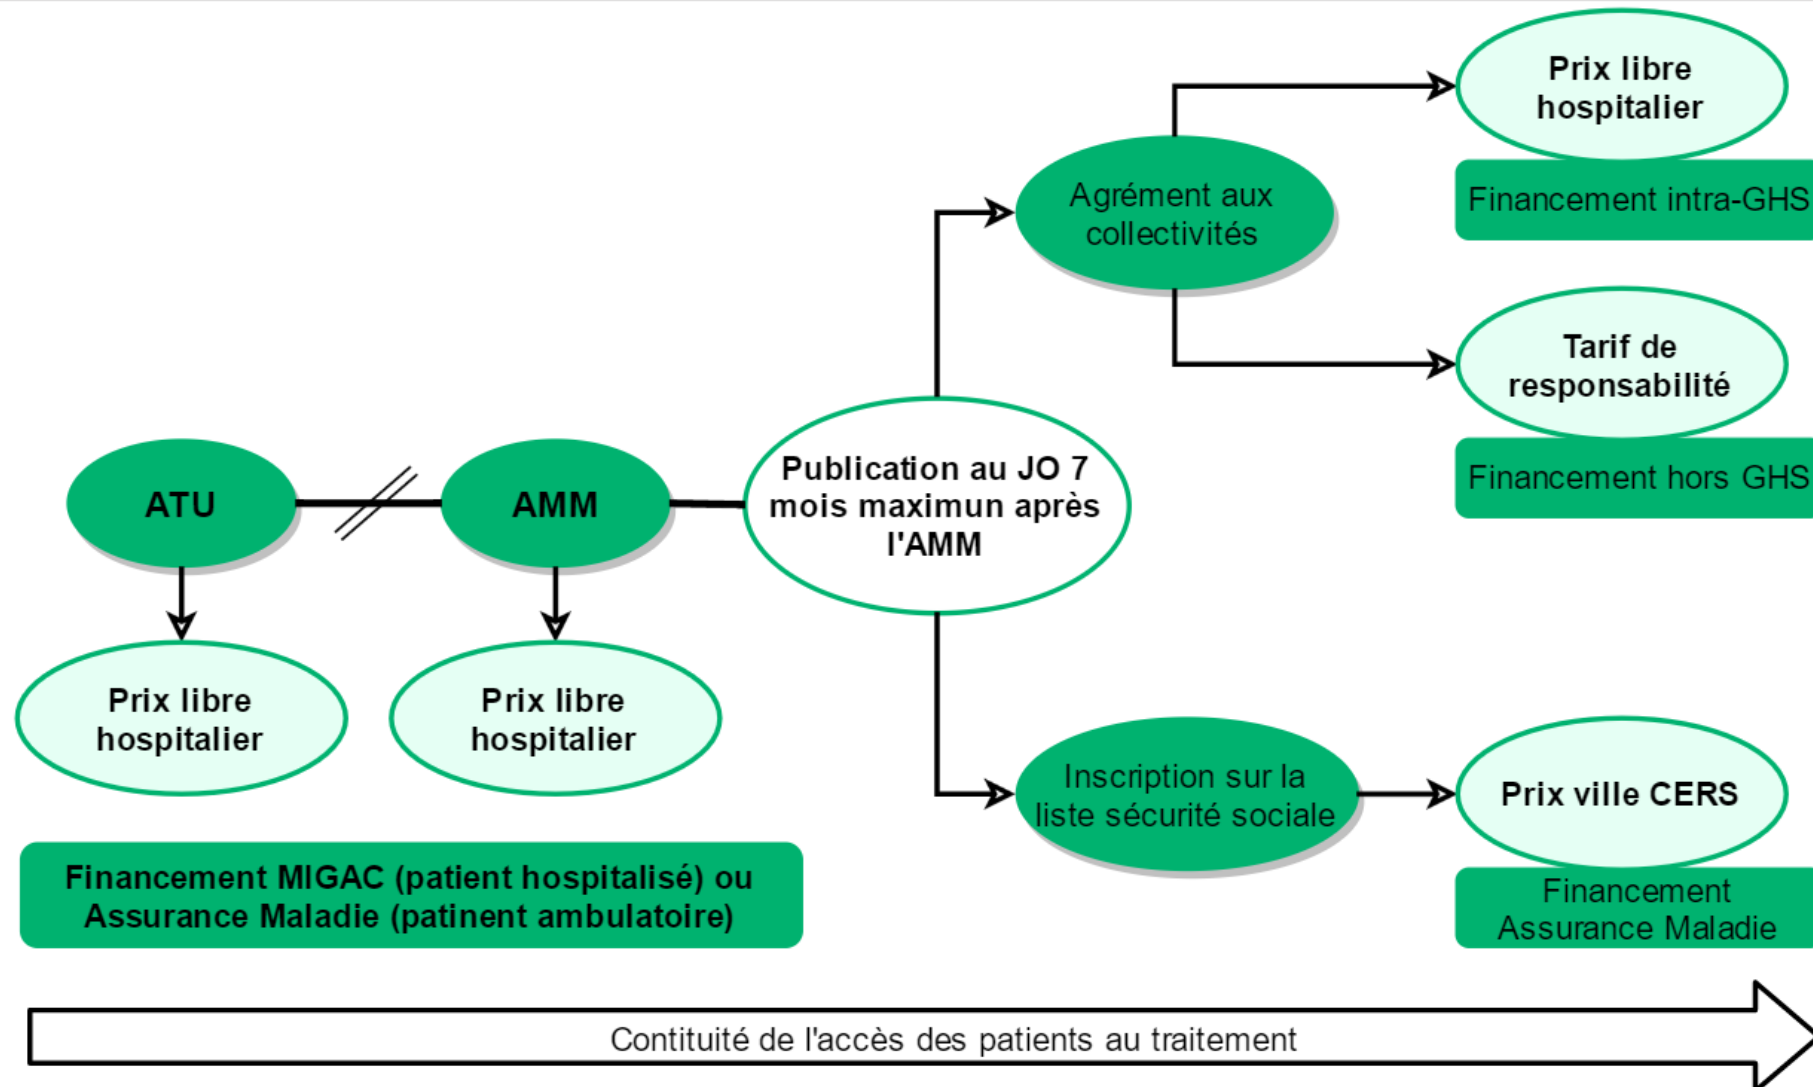 Prix libre
hospitalier
Financement intra-GHS
Agrément aux
collectivités
Tarif de
responsabilité
Financement hors GHS
ATU
AMM
Publication au JO 7
mois maximun après
l'AMM
Prix libre
hospitalier
Prix libre
hospitalier
Inscription sur la
liste sécurité sociale
Prix ville CERS
Financement
Assurance Maladie
Financement MIGAC (patient hospitalisé) ou
Assurance Maladie (patinent ambulatoire)
Contituité de l'accès des patients au traitement